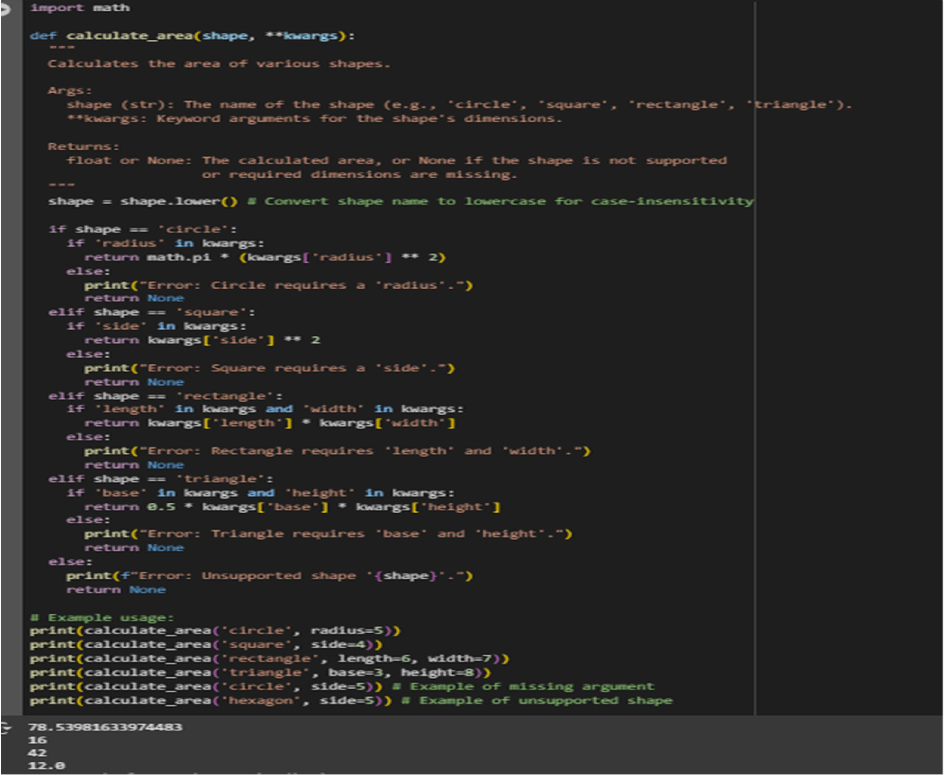 import math
def calculate_area(shape, **kwargs):
  """
  Calculates the area of various shapes.
  Args:
    shape (str): The name of the shape (e.g., 'circle', 'square', 'rectangle', 'triangle').
    **kwargs: Keyword arguments for the shape's dimensions.
  Returns:
    float or None: The calculated area, or None if the shape is not supported
                   or required dimensions are missing.
  """
  shape = shape.lower() # Convert shape name to lowercase for case-insensitivity
  if shape == 'circle':
    if 'radius' in kwargs:
      return math.pi * (kwargs['radius'] ** 2)
    else:
      print("Error: Circle requires a 'radius'.")
      return None
  elif shape == 'square':
    if 'side' in kwargs:
      return kwargs['side'] ** 2
    else:
      print("Error: Square requires a 'side'.")
      return None
  elif shape == 'rectangle':
    if 'length' in kwargs and 'width' in kwargs:
      return kwargs['length'] * kwargs['width']
    else:
      print("Error: Rectangle requires 'length' and 'width'.")
      return None
  elif shape == 'triangle':
    if 'base' in kwargs and 'height' in kwargs:
      return 0.5 * kwargs['base'] * kwargs['height']
    else:
      print("Error: Triangle requires 'base' and 'height'.")
      return None
  else:
    print(f"Error: Unsupported shape '{shape}'.")
    return None
# Example usage:
print(calculate_area('circle', radius=5))
print(calculate_area('square', side=4))
print(calculate_area('rectangle', length=6, width=7))
print(calculate_area('triangle', base=3, height=8))
print(calculate_area('circle', side=5)) # Example of missing argument
print(calculate_area('hexagon', side=5)) # Example of unsupported shape
78.53981633974483
16
42
12.0